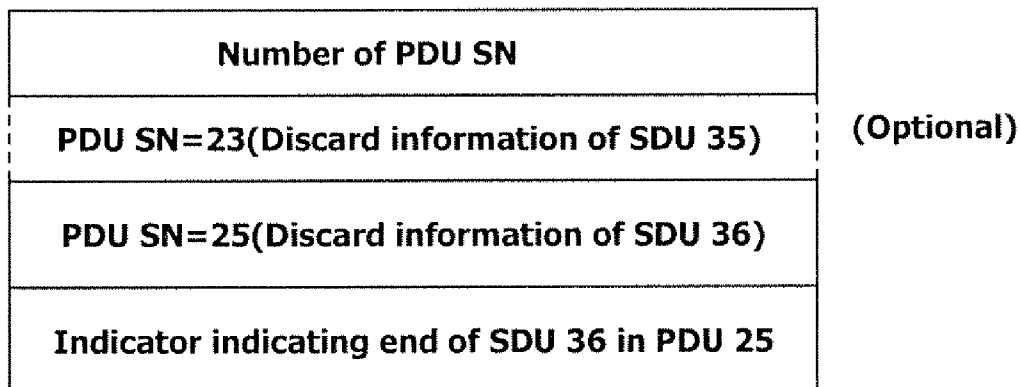 Number of PDU SN
PDU SN=23(Discard information of SDU 35)
(Optional)
PDU SN=25(Discard information of SDU 36)
Indicator indicating end of SDU 36 in PDU 25